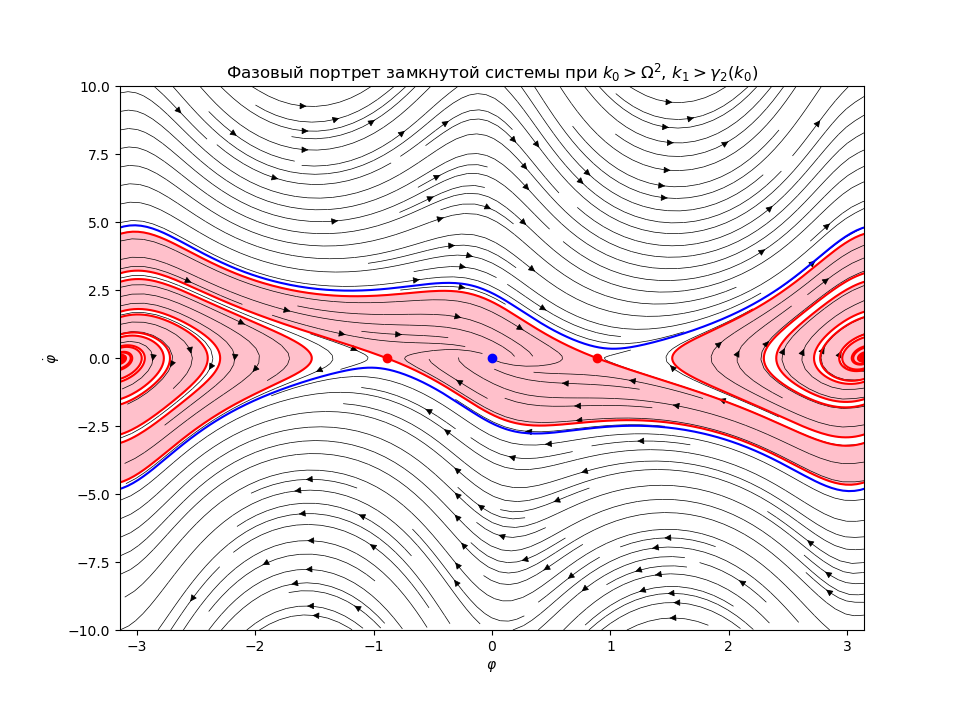 Фазовый портрет замкнутой системы при $k_0 > \Omega^2$, $k_1 > \gamma_2(k_0)$
10.0
7.5
5.0
2.5
0.0
−2.5
−5.0
−7.5
−10.0
$\dot{\varphi}$
−3 −2 −1 0 1 2 3
$\varphi$